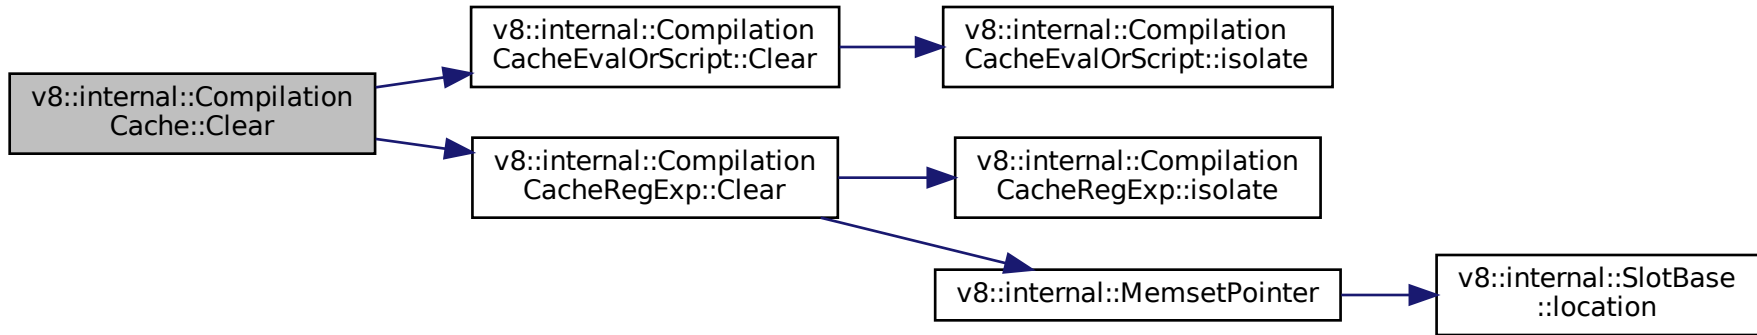 v8::internal::Compilation
Cache::Clear
v8::internal::Compilation
CacheEvalOrScript::Clear
v8::internal::Compilation
CacheEvalOrScript::isolate
v8::internal::Compilation
CacheRegExp::Clear
v8::internal::Compilation
CacheRegExp::isolate
v8::internal::MemsetPointer
v8::internal::SlotBase
::location